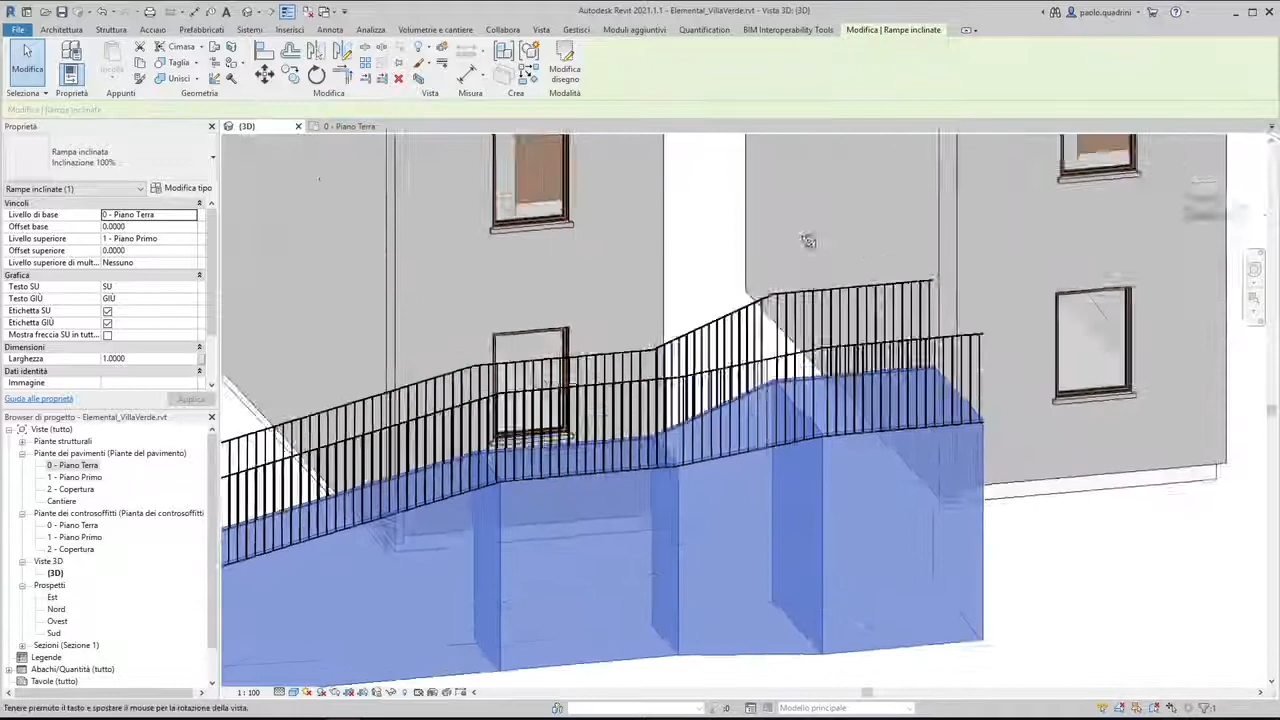 Autodesk Revit 2021.1.1 - Elemental_VillaVerde.rvt - Vista 3D: {3D}
paolo.quadrini
File Architettura Struttura Acciaio Prefabbricati Sistemi Inserisci Annota Analizza Volumetrie e cantiere Collabora Vista Gestisci Moduli aggiuntivi Quantification BIM Interoperability Tools Modifica | Rampe inclinate
Cimasa
Taglia
Unisci
Modifica
Incolla
Modifica
disegno
Seleziona Proprietà Appunti Geometria Modifica Vista Misura Crea Modalità
Modifica | Rampe inclinate
Proprietà
{3D}
0 - Piano Terra
Rampa inclinata
Inclinazione 100%
Rampe inclinate (1)
Modifica tipo
Vincoli
Livello di base 0 - Piano Terra
Offset base 0.0000
Livello superiore 1 - Piano Primo
Offset superiore 0.0000
Livello superiore di mult... Nessuno
Grafica
Testo SU SU
Testo GIÙ GIÙ
Etichetta SU
Etichetta GIÙ
Mostra freccia SU in tutt...
Dimensioni
Larghezza 1.0000
Dati identità
Immagine
Guida alle proprietà
Applica
Browser di progetto - Elemental_VillaVerde.rvt
Viste (tutto)
Piante strutturali
Piante dei pavimenti (Piante del pavimento)
0 - Piano Terra
1 - Piano Primo
2 - Copertura
Cantiere
Piante dei controsoffitti (Pianta dei controsoffitti
0 - Piano Terra
1 - Piano Primo
2 - Copertura
Viste 3D
{3D}
Prospetti
Est
Nord
Ovest
Sud
Sezioni (Sezione 1)
Legende
Abachi/Quantità (tutto)
Tavole (tutto)
1 : 100
Tenere premuto il tasto e spostare il mouse per la rotazione della vista.
:0
Modello principale
:1